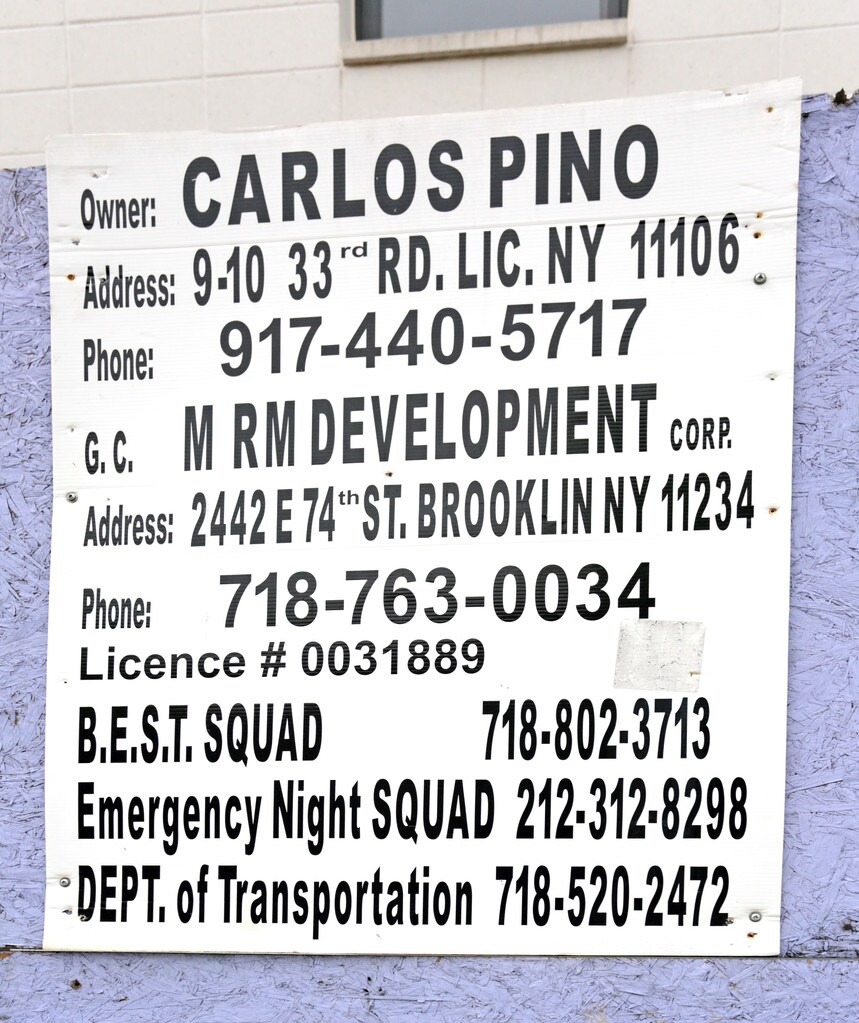 Owner: CARLOS PINO
Address: 9-10 33rd RD. LIC. NY 11106
Phone: 917-440-5717
G. C. M RM DEVELOPMENT CORP.
Address: 2442 E 74th ST. BROOKLIN NY 11234
Phone: 718-763-0034
Licence # 0031889
B.E.S.T. SQUAD 718-802-3713
Emergency Night SQUAD 212-312-8298
DEPT. of Transportation 718-520-2472